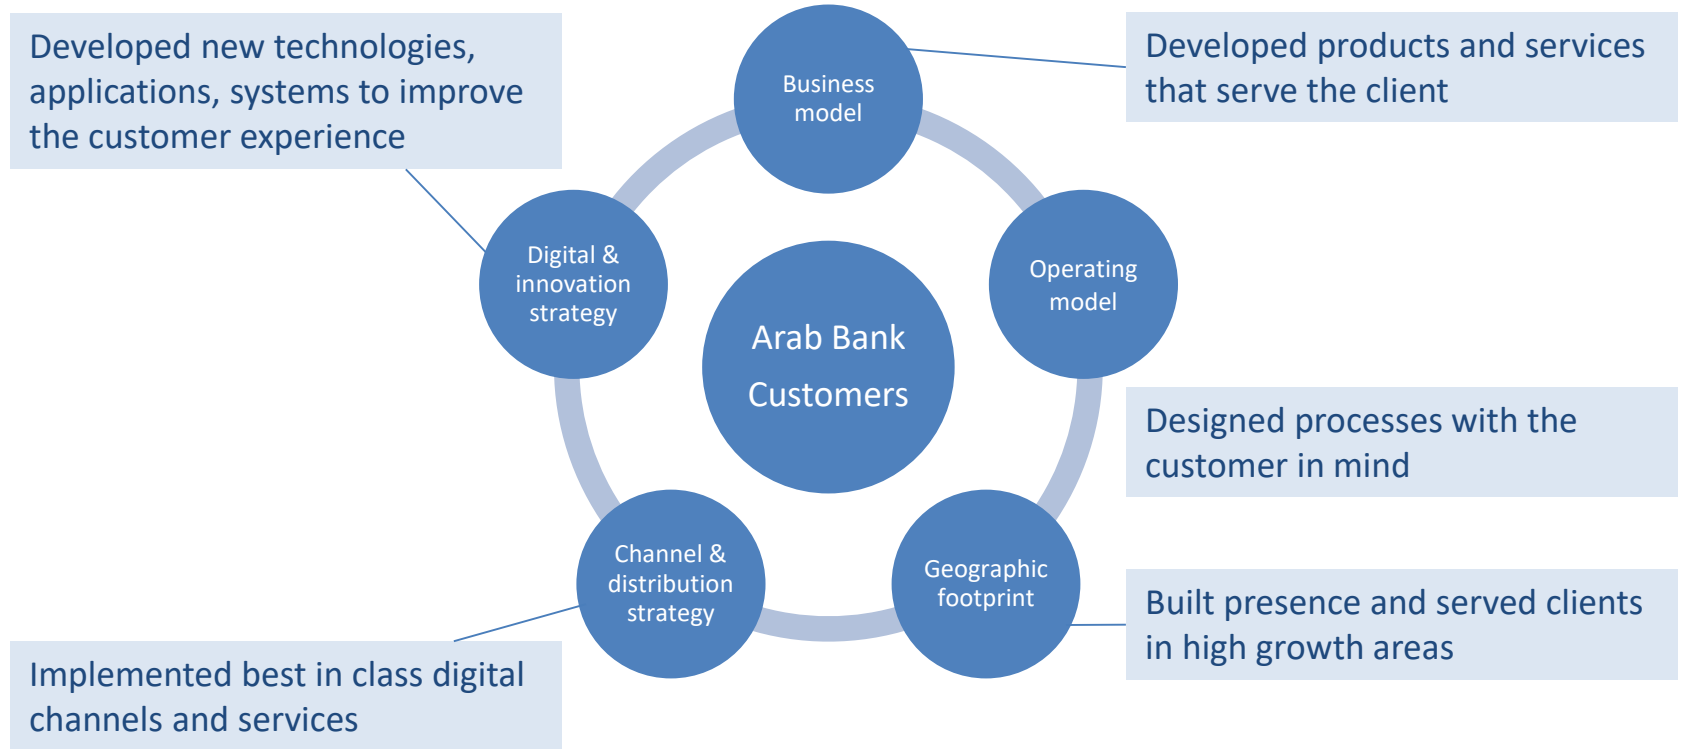 Developed new technologies,
applications, systems to improve
the customer experience
Business
model
Developed products and services
that serve the client
Digital &
innovation
strategy
Operating
model
Arab Bank
Customers
Designed processes with the
customer in mind
Channel &
distribution
strategy
Geographic
footprint
Built presence and served clients
in high growth areas
Implemented best in class digital
channels and services